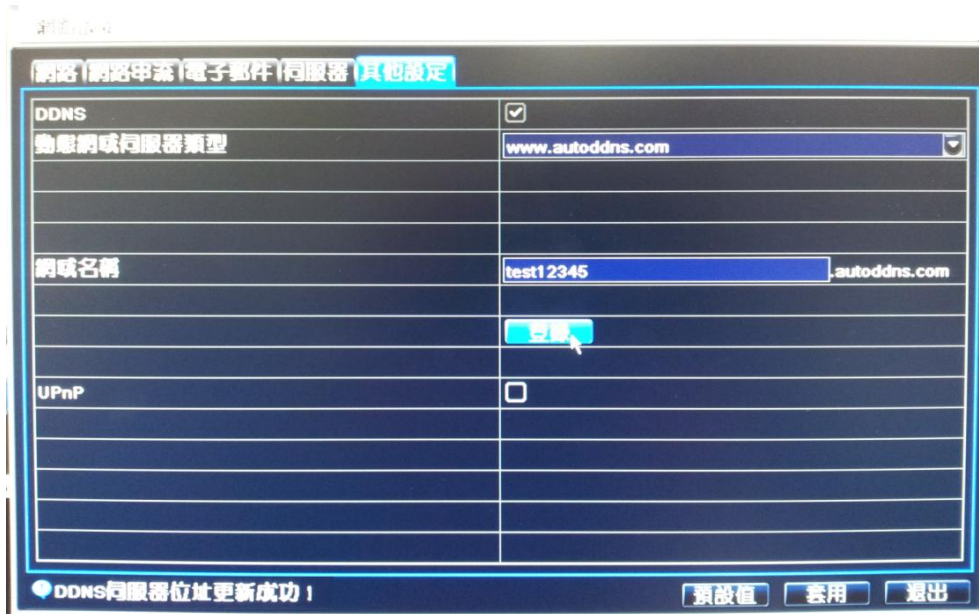 網路 網路串流 電子郵件 伺服器 其他設定
DDNS
動態網域伺服器類型 www.autoddns.com
網域名稱 test12345 .autoddns.com
登錄
UPnP
DDNS伺服器位址更新成功！
預設值 套用 退出